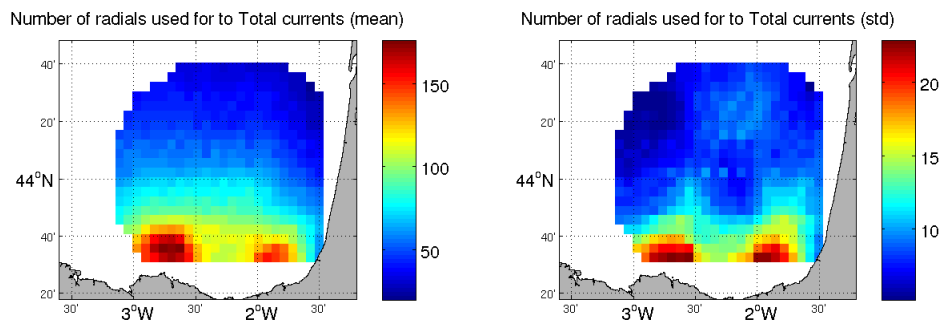 Number of radials used for to Total currents (mean)
40'
20'
44°N
40'
20'
30'
3°W
30'
2°W
30'
150
100
50
Number of radials used for to Total currents (std)
40'
20'
44°N
40'
20'
30'
3°W
30'
2°W
30'
20
15
10